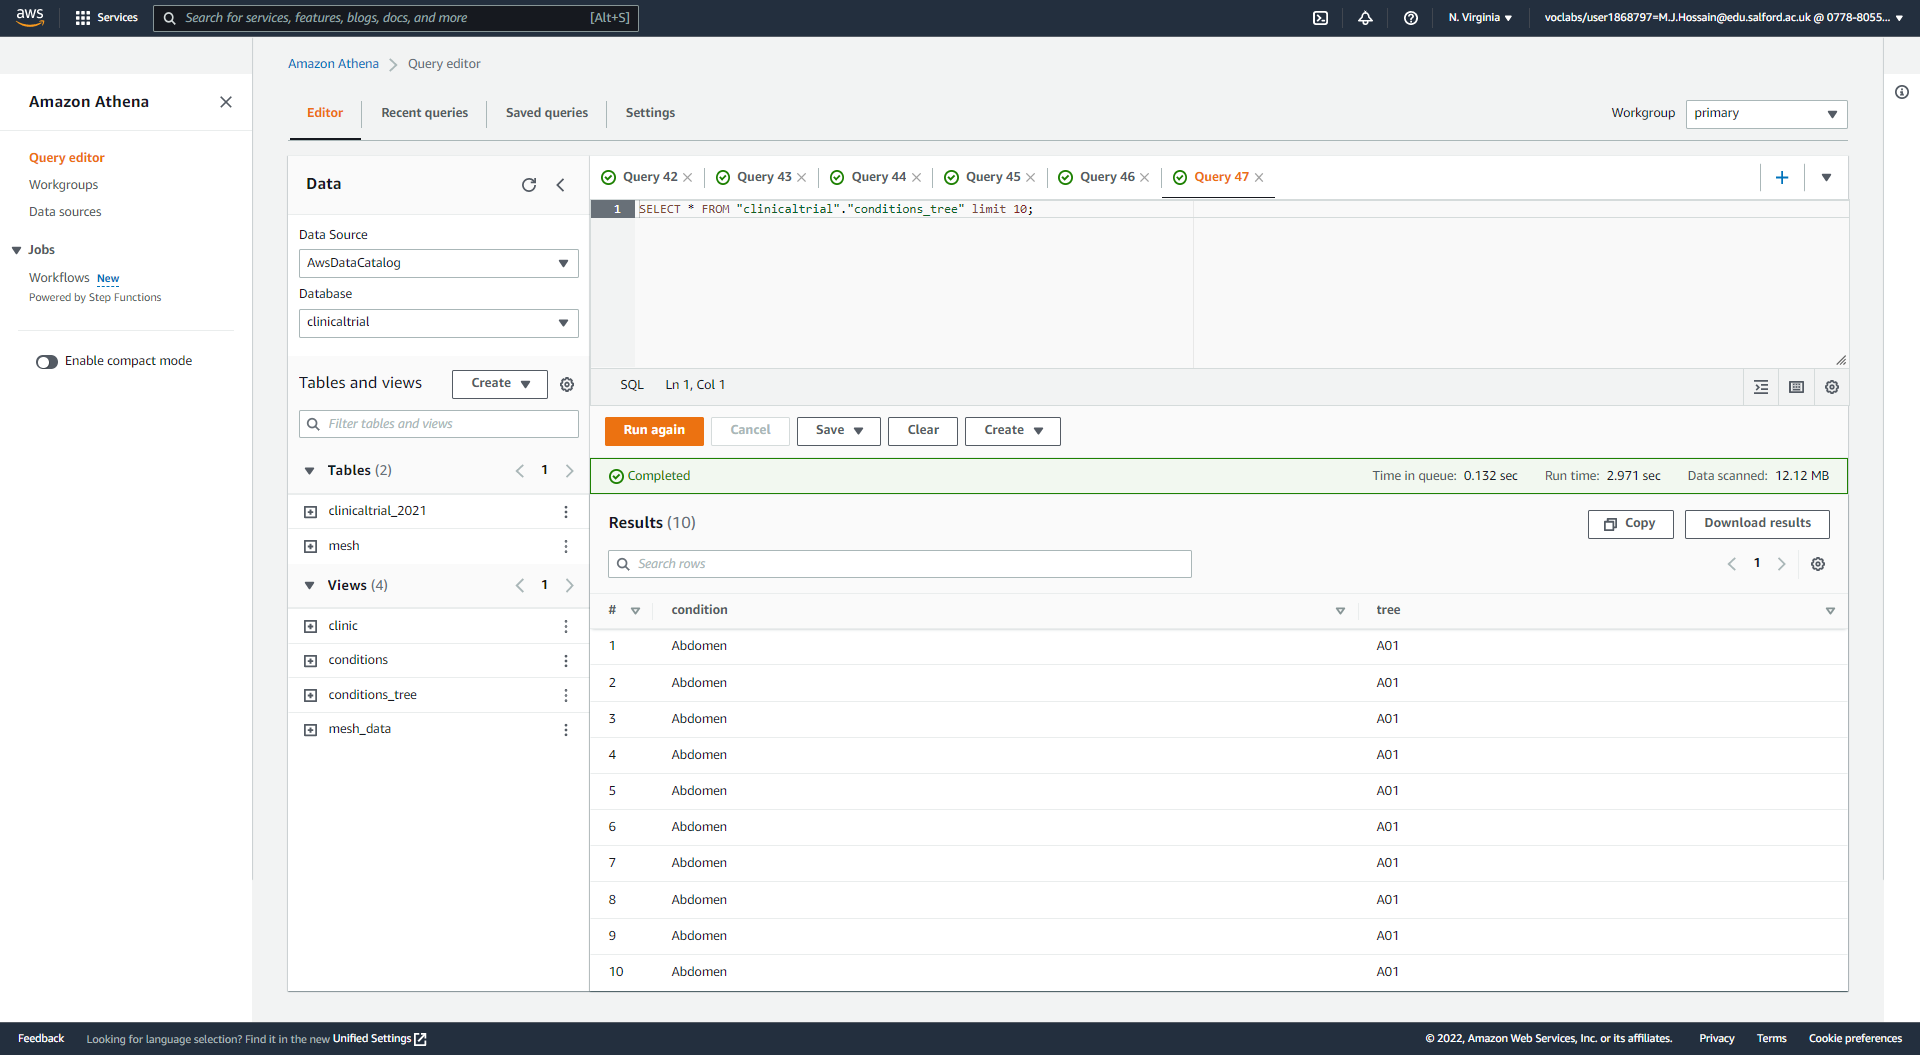 aws
Services
Search for services, features, blogs, docs, and more [Alt+S]
N. Virginia
voclabs/user1868797=M.J.Hossain@edu.salford.ac.uk @ 0778-8055...
Amazon Athena
Query editor
Workgroups
Data sources
Jobs
Workflows New
Powered by Step Functions
Enable compact mode
Amazon Athena Query editor
Editor Recent queries Saved queries Settings
Workgroup primary
Data
Data Source
AwsDataCatalog
Database
clinicaltrial
Tables and views Create
Filter tables and views
Tables (2) 1
clinicaltrial_2021
mesh
Views (4) 1
clinic
conditions
conditions_tree
mesh_data
Query 42 Query 43 Query 44 Query 45 Query 46 Query 47
1 SELECT * FROM "clinicaltrial"."conditions_tree" limit 10;
SQL Ln 1, Col 1
Run again Cancel Save Clear Create
Completed Time in queue: 0.132 sec Run time: 2.971 sec Data scanned: 12.12 MB
Results (10) Copy Download results
Search rows 1
# condition tree
1 Abdomen A01
2 Abdomen A01
3 Abdomen A01
4 Abdomen A01
5 Abdomen A01
6 Abdomen A01
7 Abdomen A01
8 Abdomen A01
9 Abdomen A01
10 Abdomen A01
Feedback Looking for language selection? Find it in the new Unified Settings © 2022, Amazon Web Services, Inc. or its affiliates. Privacy Terms Cookie preferences